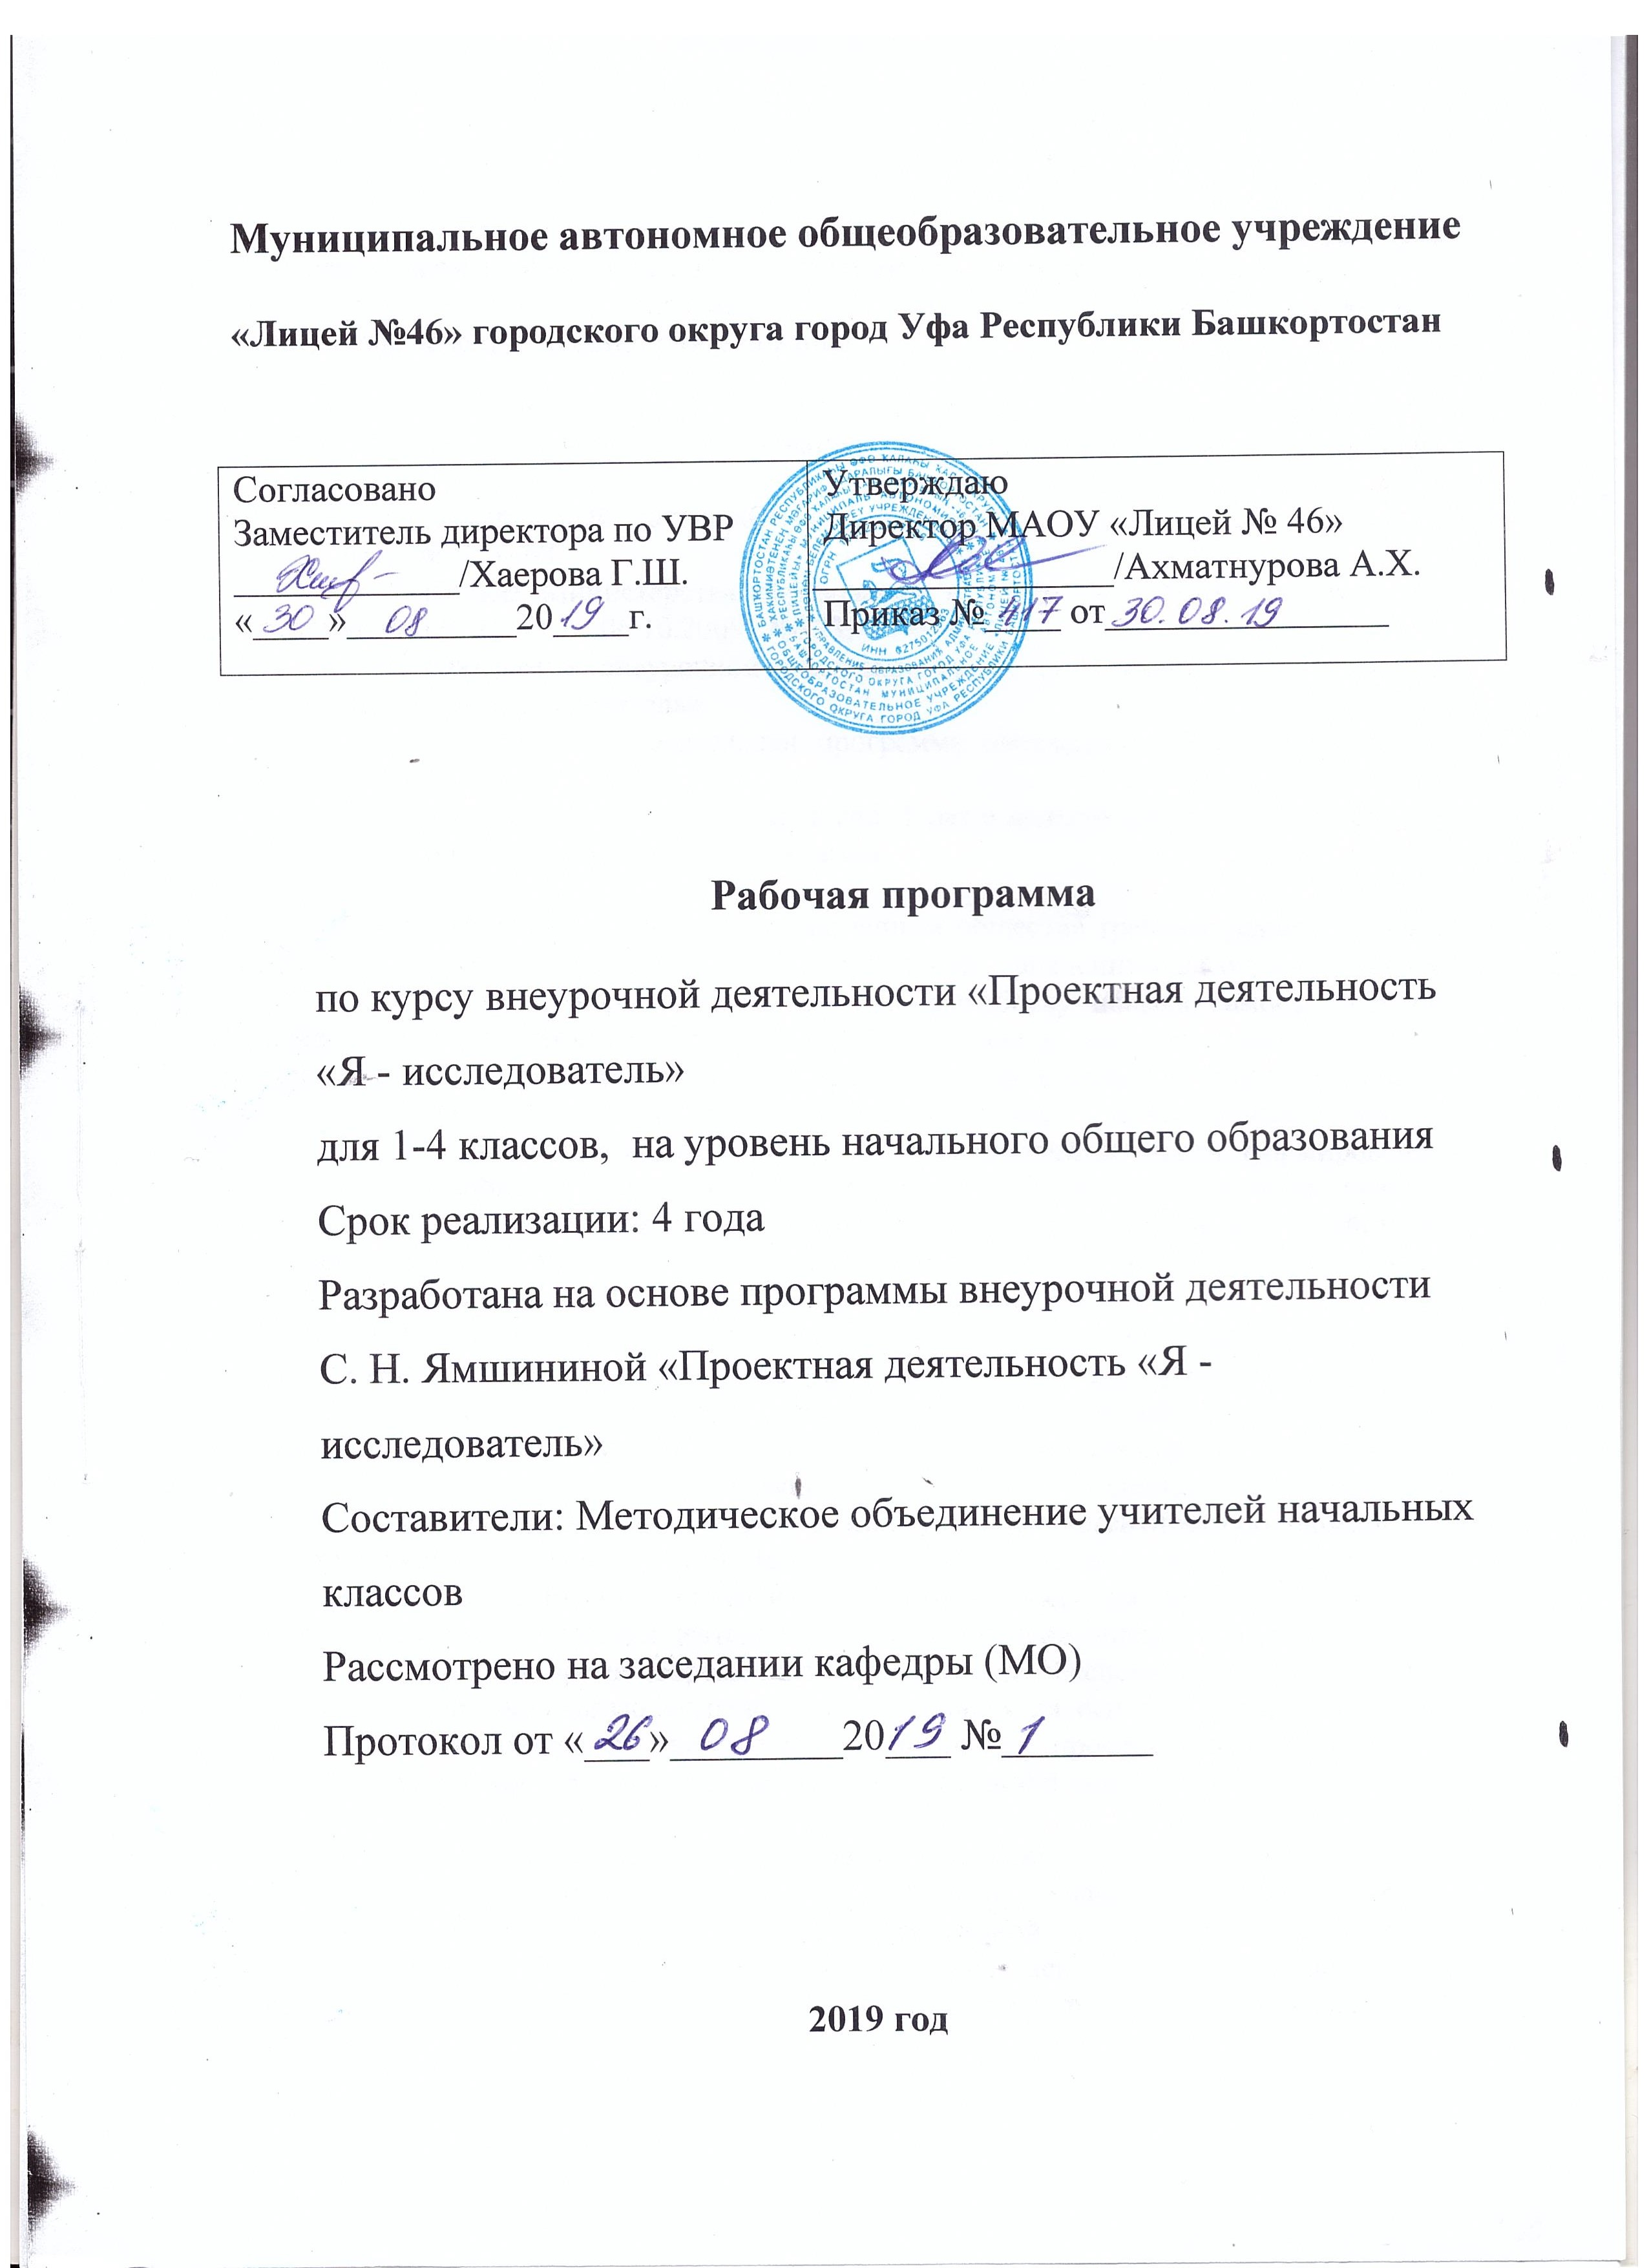 Муниципальное автономное общеобразовательное учреждение
«Лицей №46» городского округа город Уфа Республики Башкортостан
Согласовано
Заместитель директора по УВР
____________/Хаерова Г.Ш.
«30» 08 2019 г.
Утверждаю
Директор МАОУ «Лицей № 46»
________________/Ахматнурова А.Х.
Приказ № 417 от 30.08.19
Рабочая программа
по курсу внеурочной деятельности «Проектная деятельность
«Я - исследователь»
для 1-4 классов, на уровень начального общего образования
Срок реализации: 4 года
Разработана на основе программы внеурочной деятельности
С. Н. Ямшининой «Проектная деятельность «Я -
исследователь»
Составители: Методическое объединение учителей начальных
классов
Рассмотрено на заседании кафедры (МО)
Протокол от «26» 08 2019 № 1
2019 год